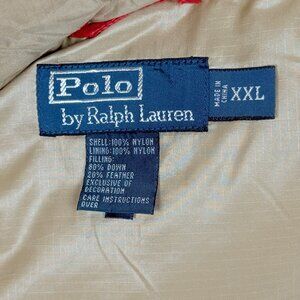 Polo
by Ralph Lauren
MADE IN
CHINA
XXL
SHELL:100% NYLON
LINING:100% NYLON
FILLING:
80% DOWN
20% FEATHER
EXCLUSIVE OF
DECORATION
CARE INSTRUCTIONS
OVER